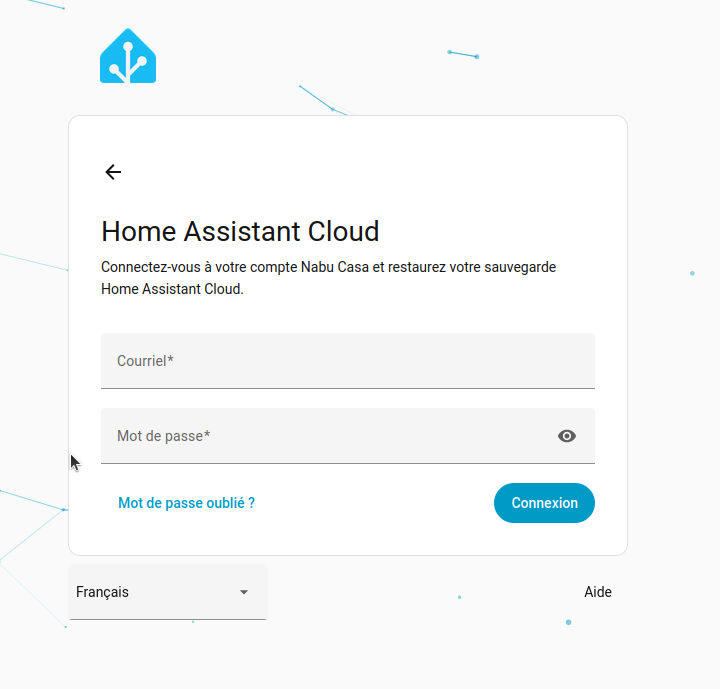 Home Assistant Cloud
Connectez-vous à votre compte Nabu Casa et restaurez votre sauvegarde
Home Assistant Cloud.
Courriel*
Mot de passe*
Mot de passe oublié ?
Connexion
Français
Aide